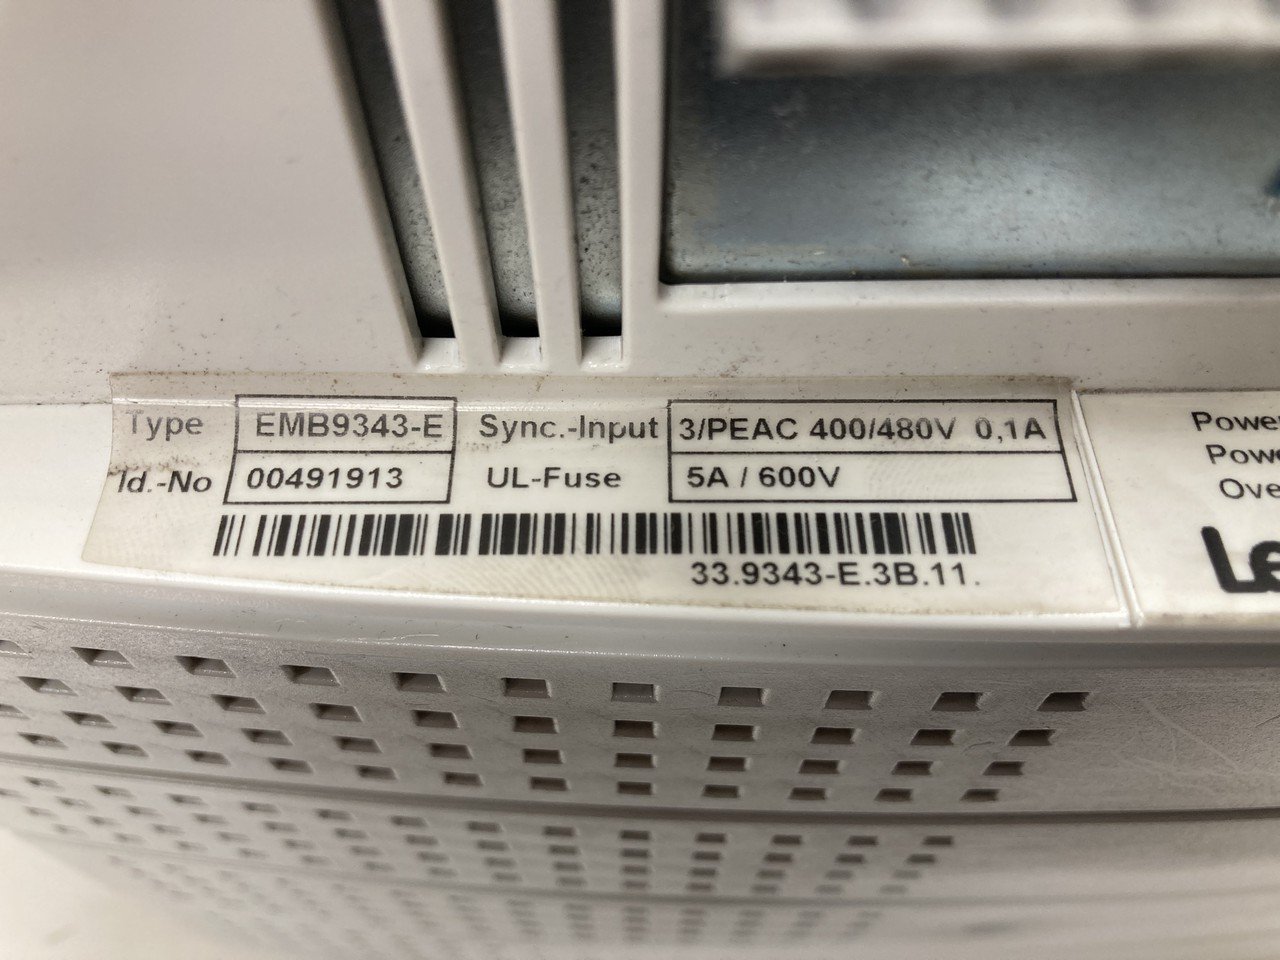 Type EMB9343-E Sync.-Input 3/PEAC 400/480V 0,1A
Id.-No 00491913 UL-Fuse 5A / 600V
33.9343-E.3B.11.